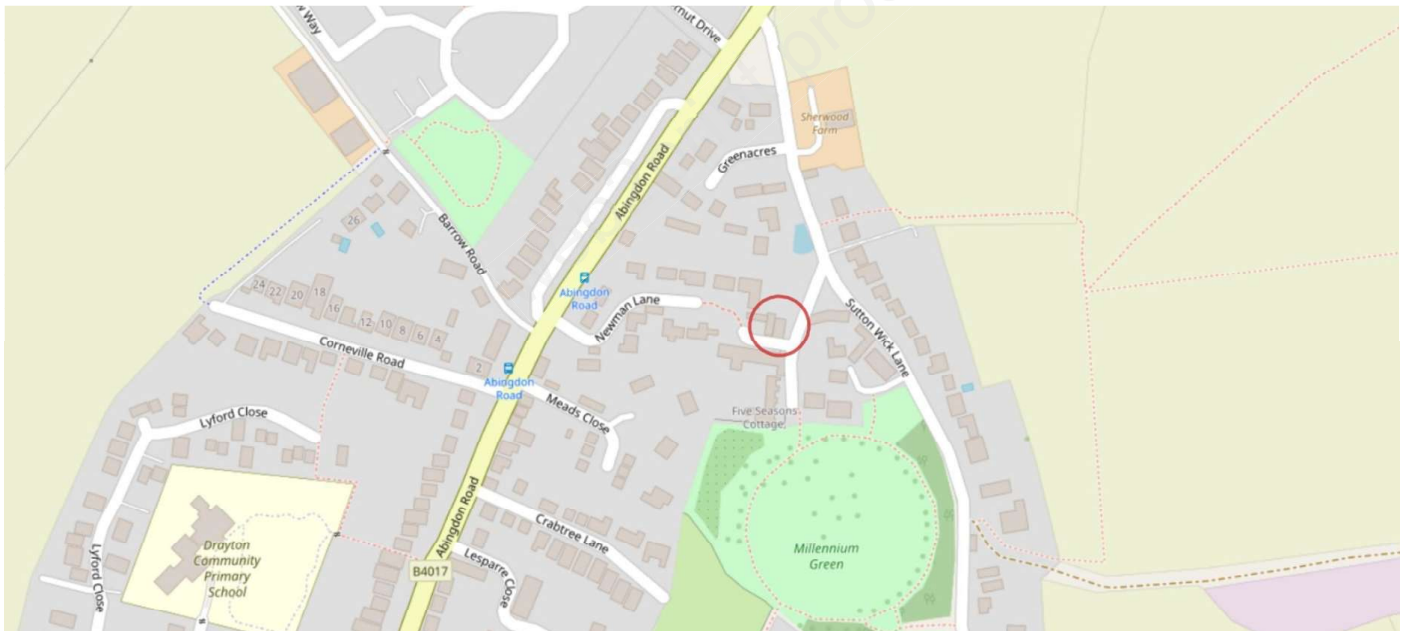 w Way
nut Drive
Sherwood
Farm
Greenacres
Abingdon Road
26
Barrow Road
24
22
20
18
16
12
10
8
6
4
2
Abingdon
Road
Newman Lane
Sutton Wick Lane
Corneville Road
Abingdon
Road
Meads Close
Five Seasons
Cottage
Lyford Close
Abingdon Road
Crabtree Lane
Millennium
Green
Drayton
Community
Primary
School
Lyford Close
B4017
Lesparre Close